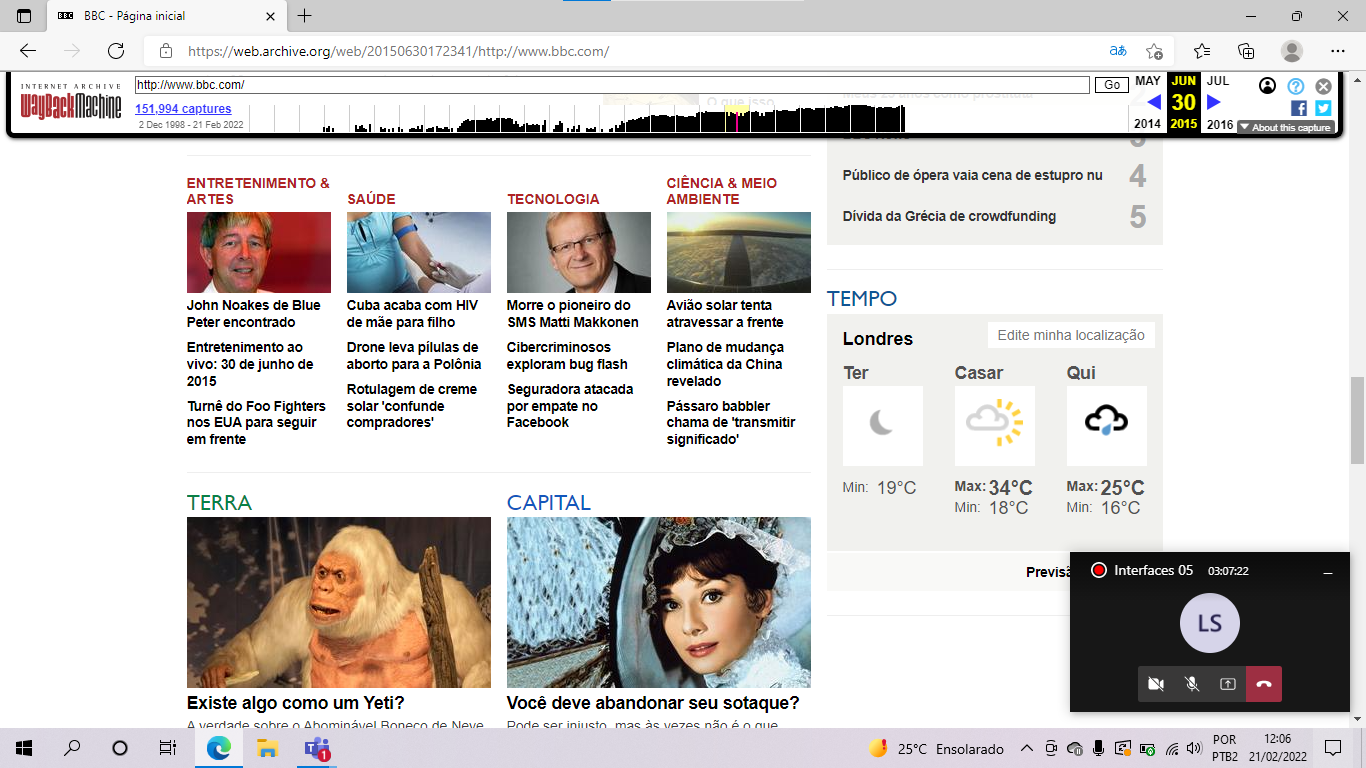 BBC - Página inicial
https://web.archive.org/web/20150630172341/http://www.bbc.com/
INTERNET ARCHIVE
WayBackMachine
http://www.bbc.com/
Go
151,994 captures
2 Dec 1998 - 21 Feb 2022
MAY
JUN
JUL
30
2014
2015
2016
About this capture
O que isso
Meus 25 anos como prostituta
ENTRETENIMENTO &
ARTES
John Noakes de Blue
Peter encontrado
Entretenimento ao
vivo: 30 de junho de
2015
Turnê do Foo Fighters
nos EUA para seguir
em frente
SAÚDE
Cuba acaba com HIV
de mãe para filho
Drone leva pílulas de
aborto para a Polônia
Rotulagem de creme
solar 'confunde
compradores'
TECNOLOGIA
Morre o pioneiro do
SMS Matti Makkonen
Cibercriminosos
exploram bug flash
Seguradora atacada
por empate no
Facebook
CIÊNCIA & MEIO
AMBIENTE
Avião solar tenta
atravessar a frente
Plano de mudança
climática da China
revelado
Pássaro babbler
chama de 'transmitir
significado'
3
Público de ópera vaia cena de estupro nu 4
Dívida da Grécia de crowdfunding 5
TEMPO
Londres
Edite minha localização
Ter
Casar
Qui
Min: 19°C
Max: 34°C
Min: 18°C
Max: 25°C
Min: 16°C
TERRA
Existe algo como um Yeti?
A verdade sobre o Abominável Boneco de Neve
CAPITAL
Você deve abandonar seu sotaque?
Pode ser injusto, mas às vezes não é o que
Interfaces 05 03:07:22
LS
1
25°C Ensolarado
POR
PTB2
12:06
21/02/2022